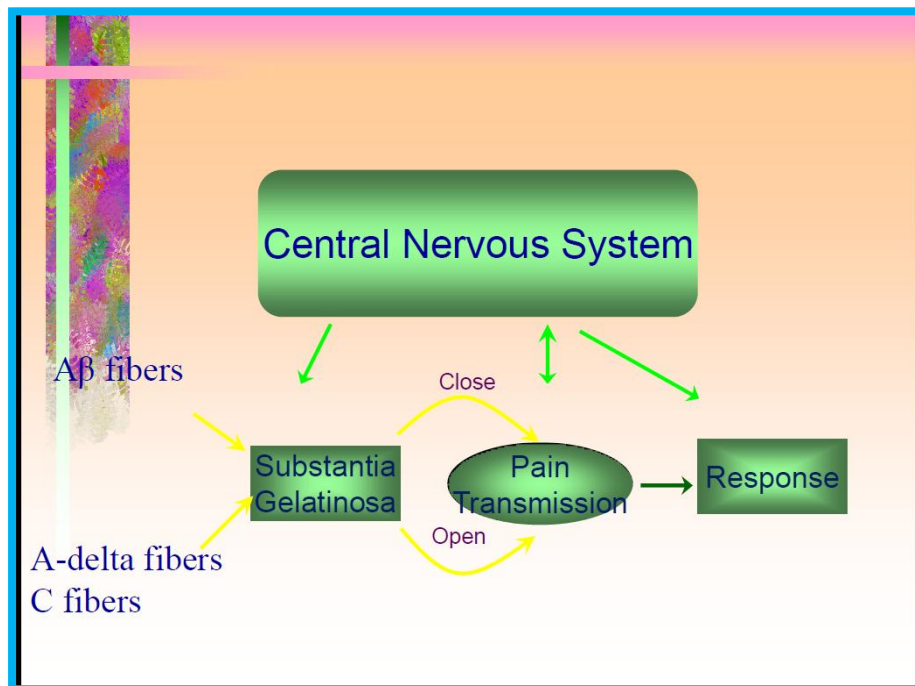 Central Nervous System
Aβ fibers
Close
Substantia
Gelatinosa
Pain
Transmission
Response
Open
A-delta fibers
C fibers